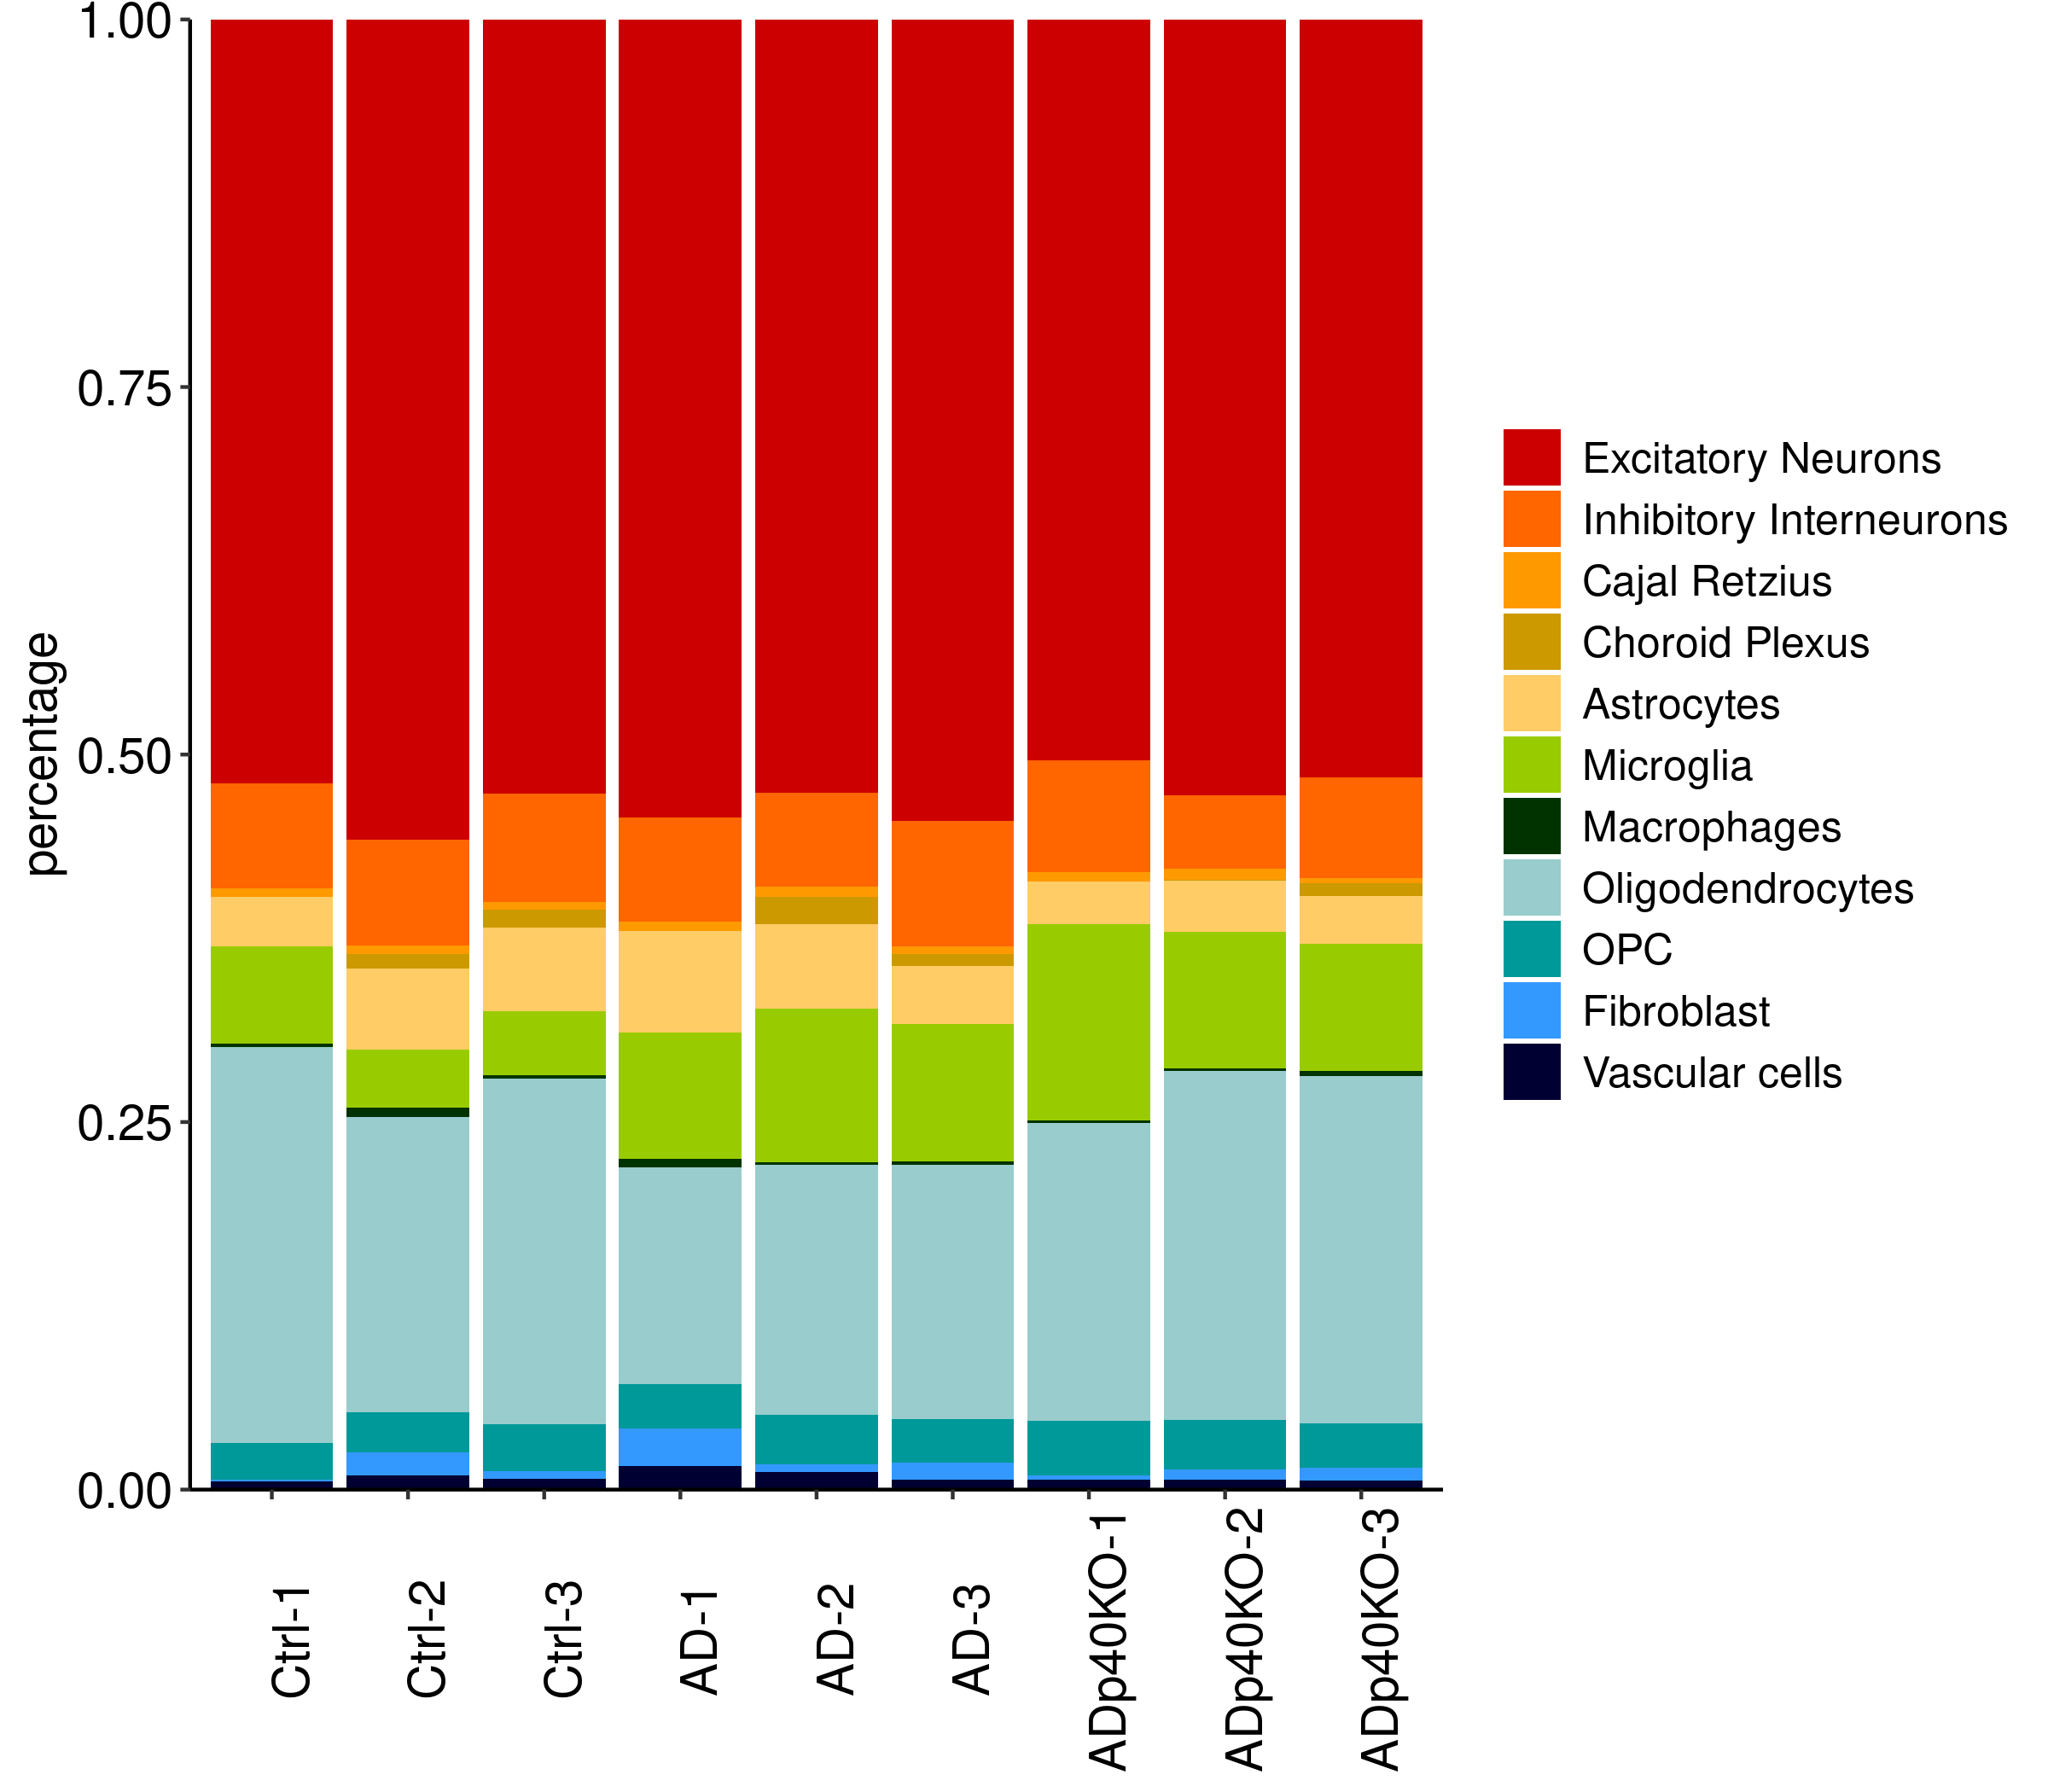 percentage
1.00
0.75
0.50
0.25
0.00
Ctrl-1
Ctrl-2
Ctrl-3
AD-1
AD-2
AD-3
ADp40KO-1
ADp40KO-2
ADp40KO-3
Excitatory Neurons
Inhibitory Interneurons
Cajal Retzius
Choroid Plexus
Astrocytes
Microglia
Macrophages
Oligodendrocytes
OPC
Fibroblast
Vascular cells